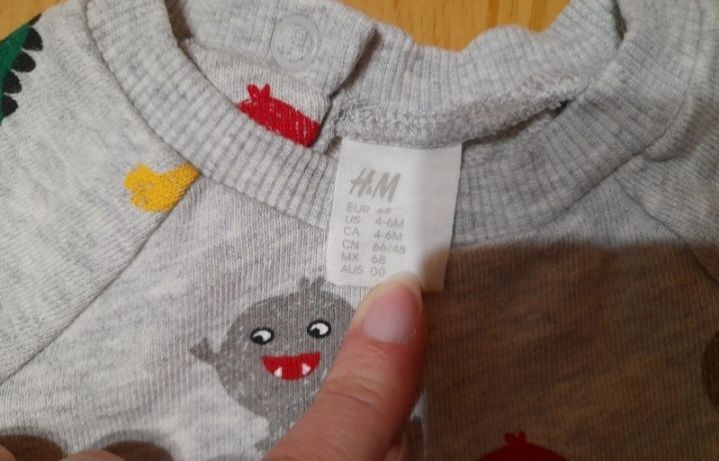 H&M
EUR 68
US 4-6M
CA 4-6M
CN 66/48
MX 68
AUS 00